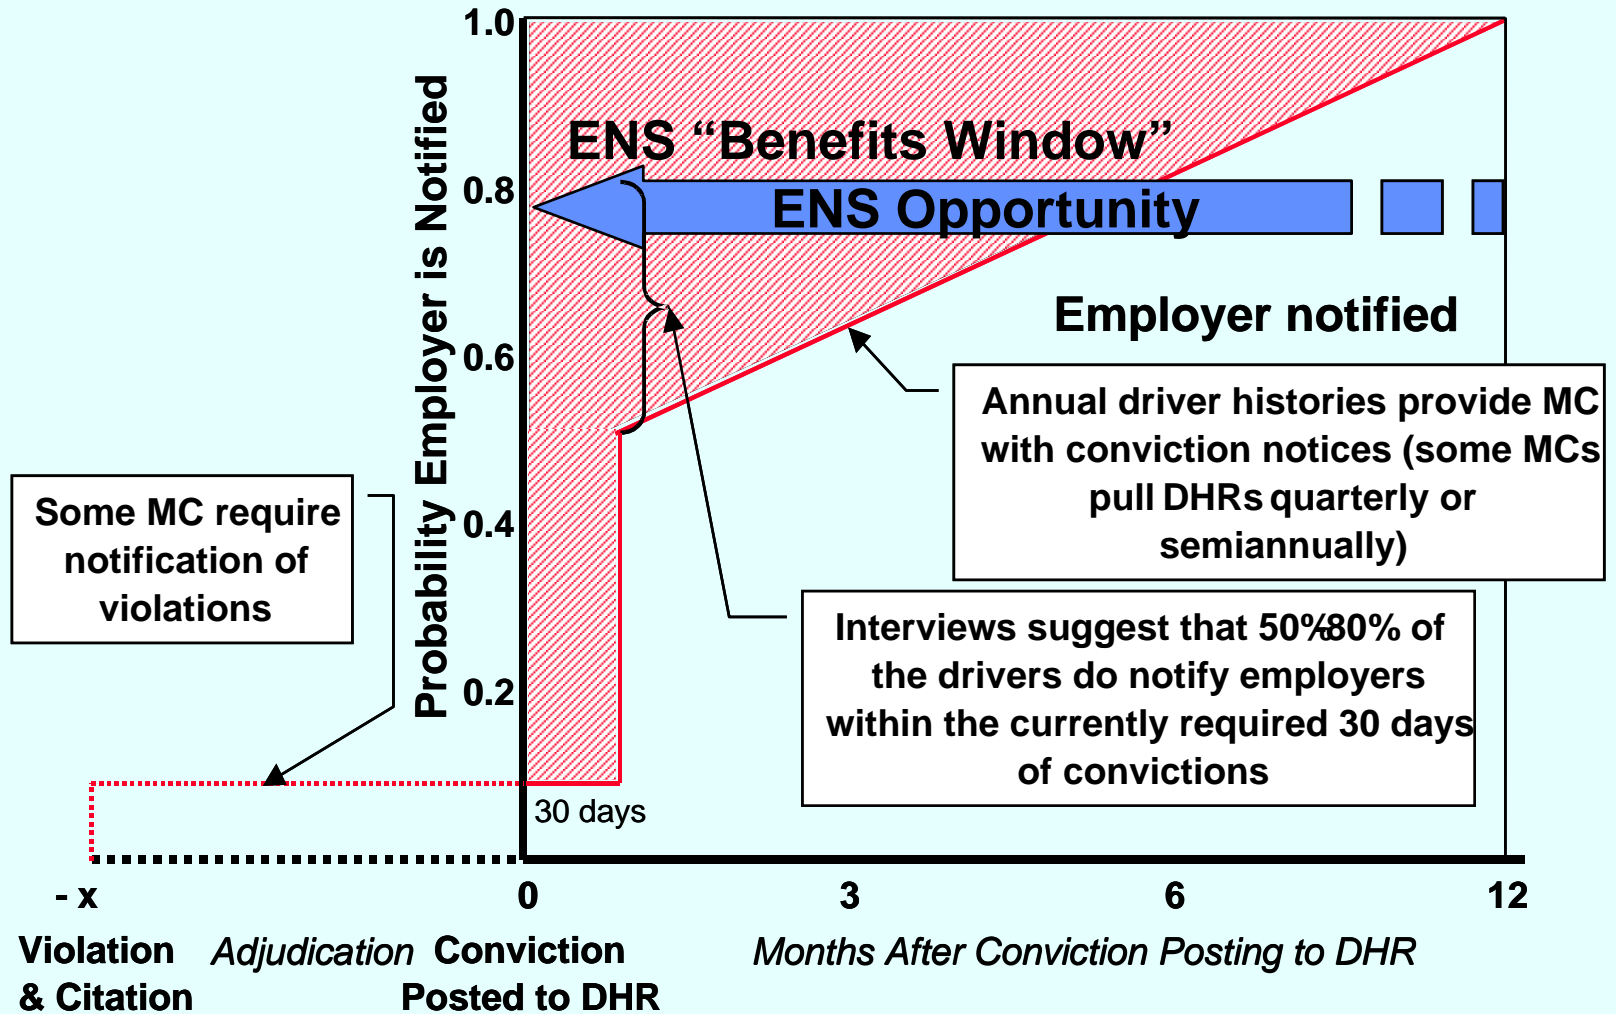 Probability Employer is Notified
1.0
0.8
0.6
0.4
0.2
ENS “Benefits Window”
ENS Opportunity
Employer notified
Annual driver histories provide MC
with conviction notices (some MCs
pull DHRs quarterly or
semiannually)
Some MC require
notification of
violations
Interviews suggest that 50%-80% of
the drivers do notify employers
within the currently required 30 days
of convictions
30 days
- x
0
3
6
12
Violation
& Citation
Adjudication
Conviction
Posted to DHR
Months After Conviction Posting to DHR